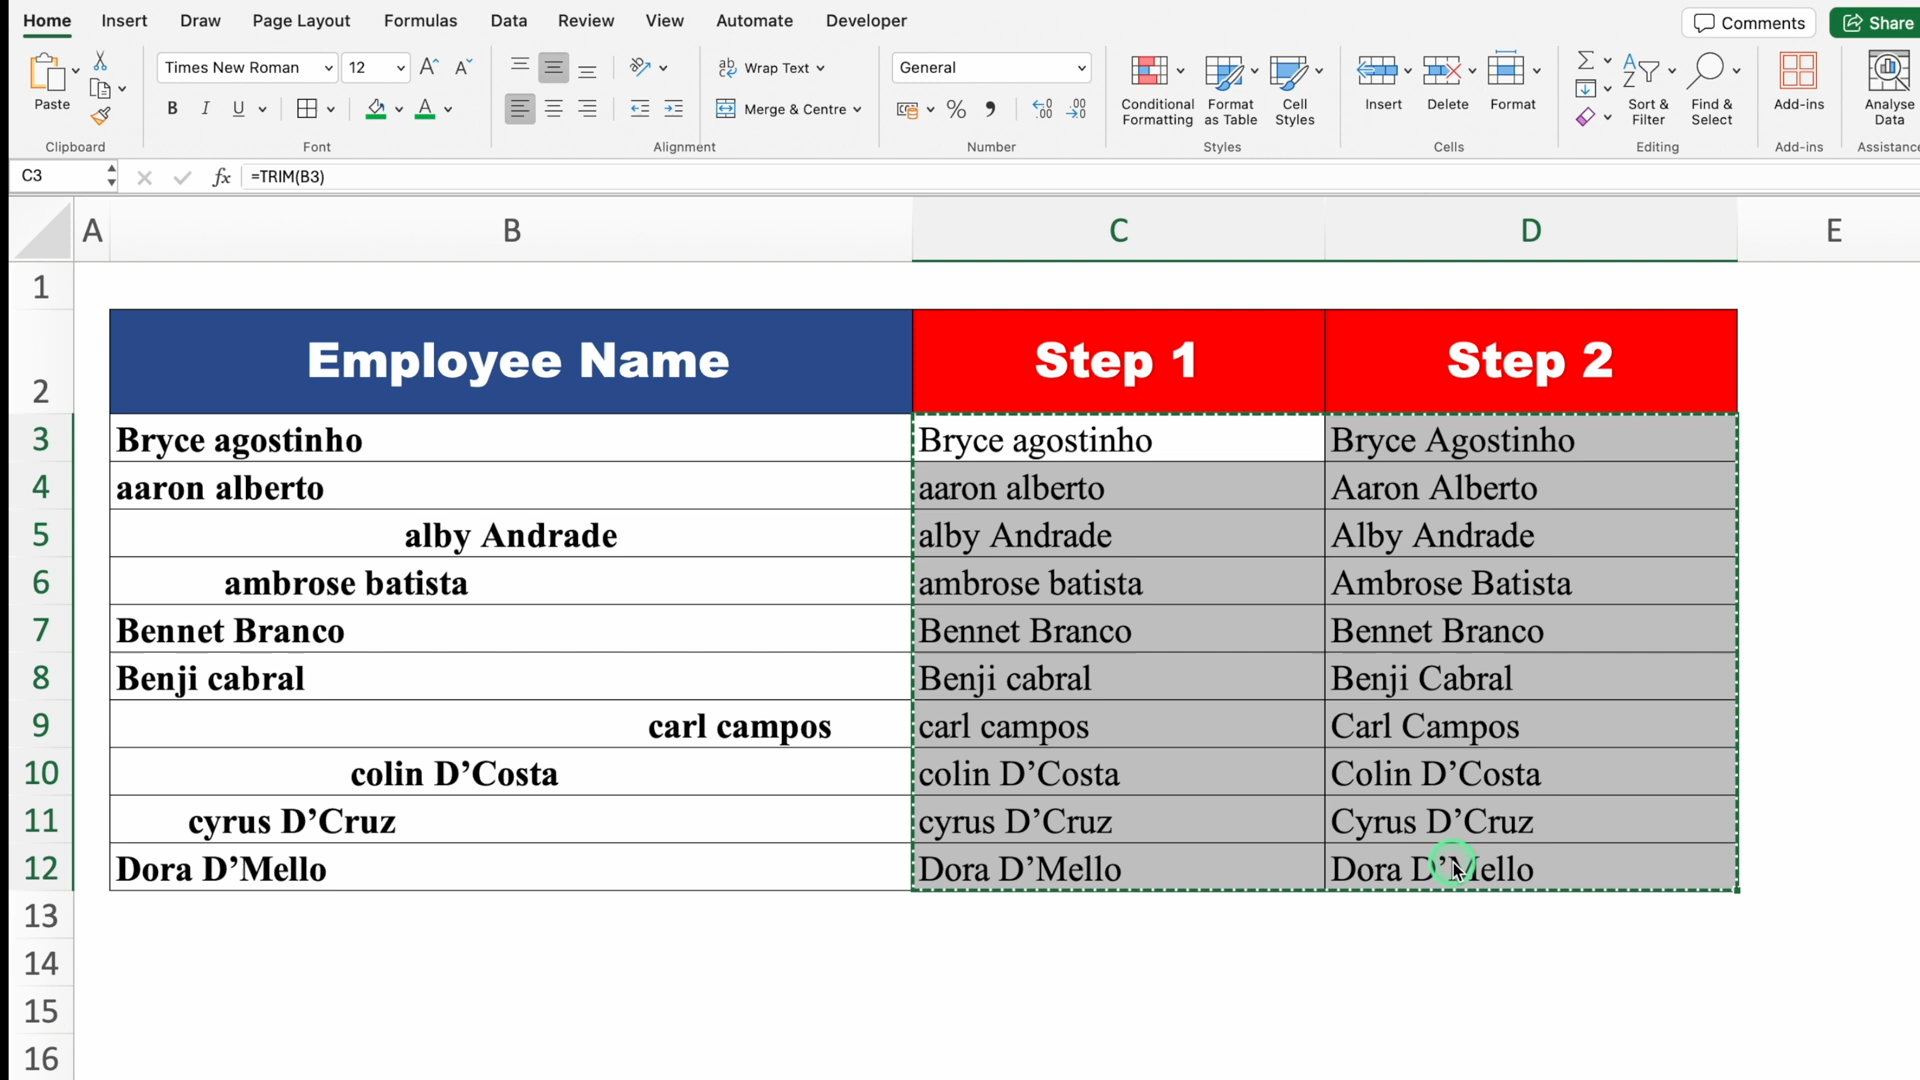 Home Insert Draw Page Layout Formulas Data Review View Automate Developer Comments Share
Times New Roman 12 Wrap Text General
Paste Merge & Centre Conditional Formatting Format as Table Cell Styles Insert Delete Format Sort & Filter Find & Select Add-ins Analyse Data
Clipboard Font Alignment Number Styles Cells Editing Add-ins Assistance
C3 fx =TRIM(B3)
A B C D E
1
2 Employee Name Step 1 Step 2
3 Bryce agostinho Bryce agostinho Bryce Agostinho
4 aaron alberto aaron alberto Aaron Alberto
5 alby Andrade alby Andrade Alby Andrade
6 ambrose batista ambrose batista Ambrose Batista
7 Bennet Branco Bennet Branco Bennet Branco
8 Benji cabral Benji cabral Benji Cabral
9 carl campos carl campos Carl Campos
10 colin D’Costa colin D’Costa Colin D’Costa
11 cyrus D’Cruz cyrus D’Cruz Cyrus D’Cruz
12 Dora D’Mello Dora D’Mello Dora D’Mello
13
14
15
16